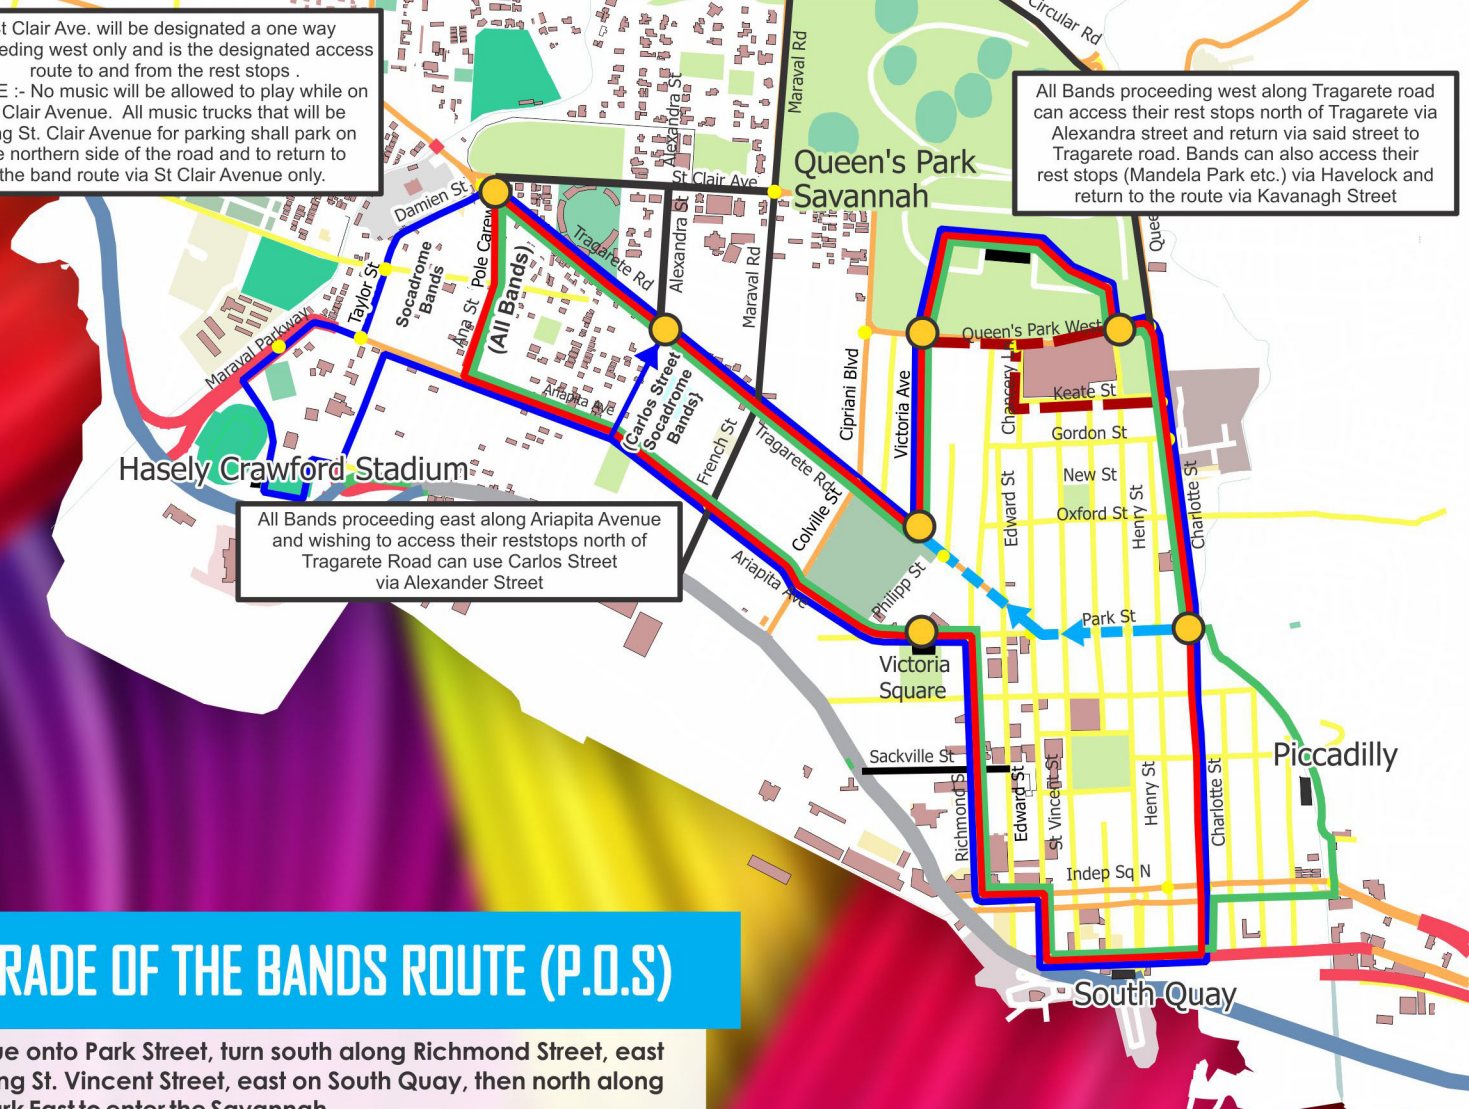 t Clair Ave. will be designated a one way
eding west only and is the designated access
route to and from the rest stops .
E :- No music will be allowed to play while on
Clair Avenue. All music trucks that will be
ng St. Clair Avenue for parking shall park on
e northern side of the road and to return to
the band route via St Clair Avenue only.
Circular Rd
Maraval Rd
All Bands proceeding west along Tragarete road
can access their rest stops north of Tragarete via
Alexandra street and return via said street to
Tragarete road. Bands can also access their
rest stops (Mandela Park etc.) via Havelock and
return to the route via Kavanagh Street
Alexandra St
St Clair Ave
Queen's Park
Savannah
Damien St
Pole Carew
Tragarete Rd
Alexandra St
Maraval Rd
Quee
Taylor St
Socadrome
Bands
Ana St
(All Bands)
Maraval Parkway
Queen's Park West
Cipriani Blvd
Victoria Ave
Chancery L
Keate St
Ariapita Ave
(Carlos Street
Socadrome
Bands}
French St
Tragarete Rd
Gordon St
New St
Oxford St
Edward St
Henry St
Charlotte St
Hasely Crawford Stadium
Colville St
All Bands proceeding east along Ariapita Avenue
and wishing to access their reststops north of
Tragarete Road can use Carlos Street
via Alexander Street
Ariapita Ave
Philipp St
Park St
Victoria
Square
Sackville St
Richmond S
Edward St
St Vincent St
Henry St
Charlotte St
Piccadilly
Indep Sq N
South Quay
RADE OF THE BANDS ROUTE (P.O.S)
ue onto Park Street, turn south along Richmond Street, east
ng St. Vincent Street, east on South Quay, then north along
ark East to enter the Savannah